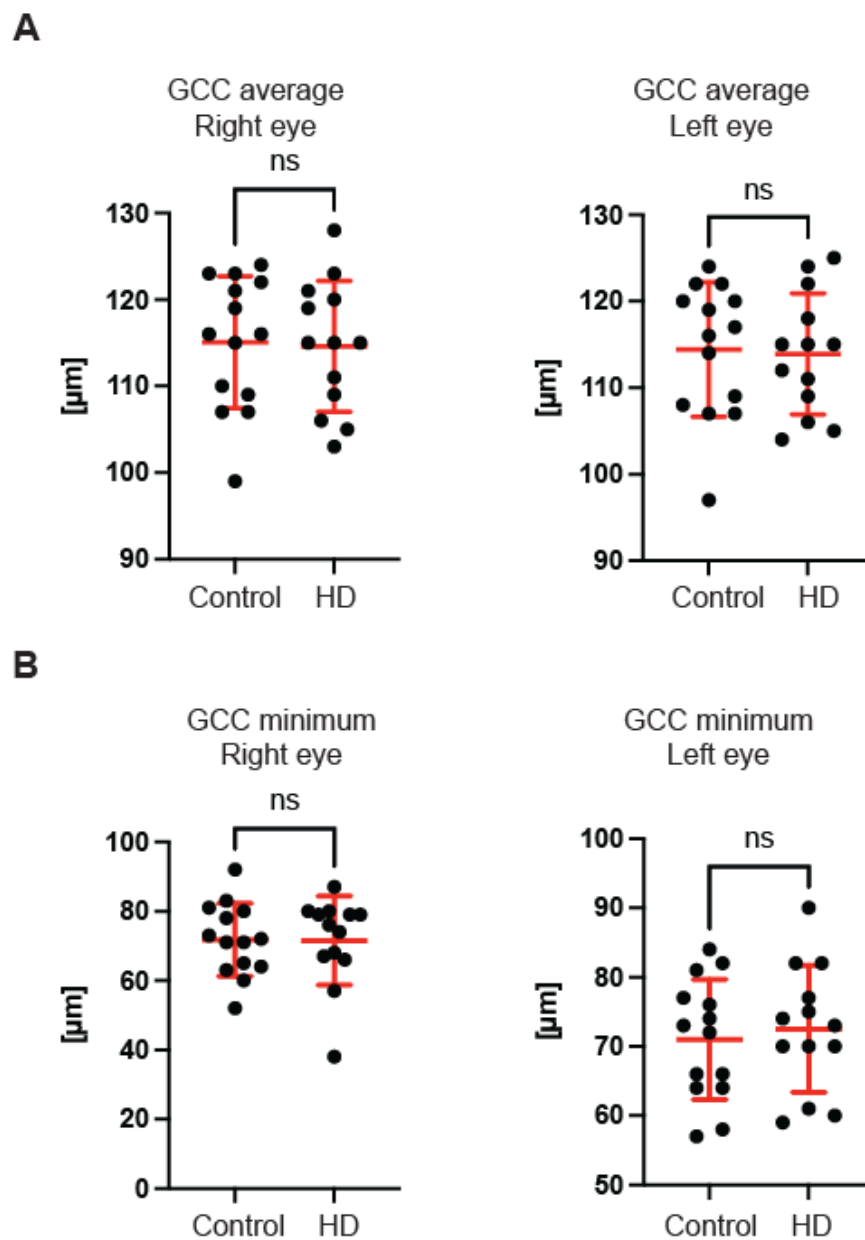 A
GCC average
Right eye
ns
[µm]
130
120
110
100
90
Control
HD
GCC average
Left eye
ns
[µm]
130
120
110
100
90
Control
HD
B
GCC minimum
Right eye
ns
[µm]
100
80
60
40
20
0
Control
HD
GCC minimum
Left eye
ns
[µm]
100
90
80
70
60
50
Control
HD